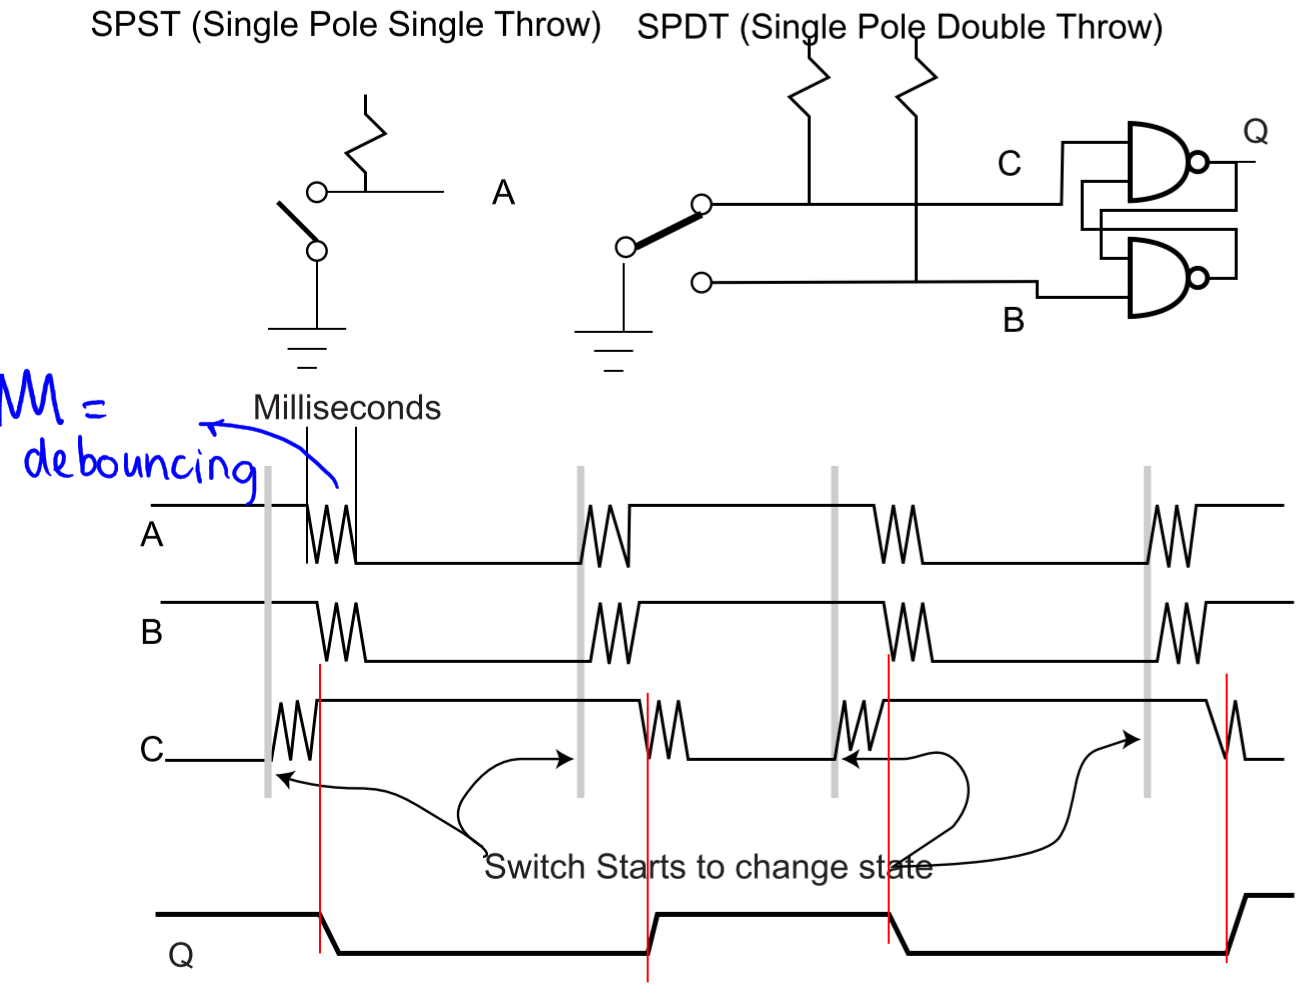 SPST (Single Pole Single Throw)
SPDT (Single Pole Double Throw)
A
C
Q
B
=
debouncing
Milliseconds
A
B
C
Switch Starts to change state
Q